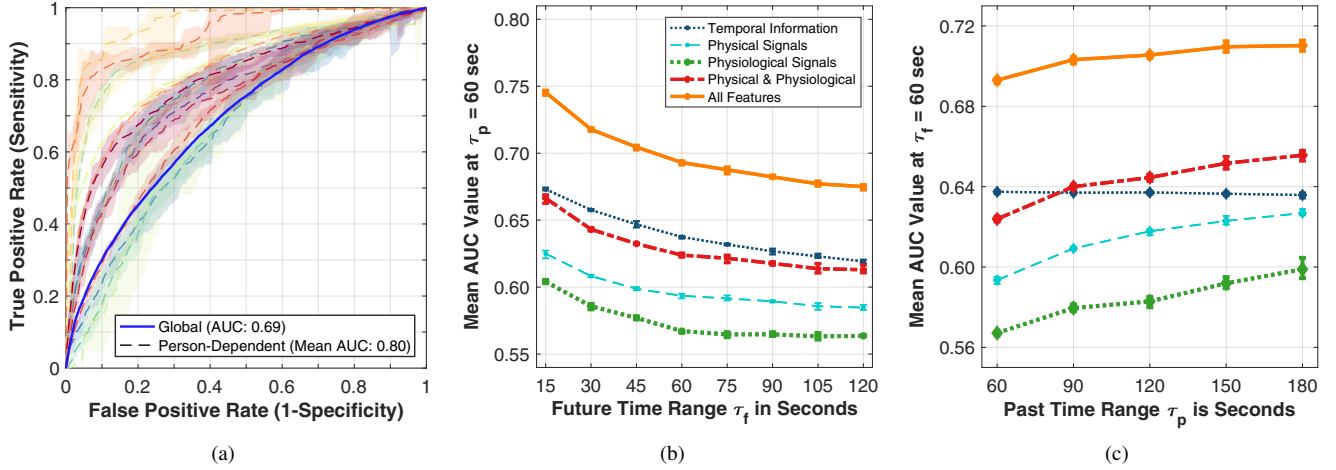 True Positive Rate (Sensitivity)
1
0.8
0.6
0.4
0.2
0
Global (AUC: 0.69)
Person-Dependent (Mean AUC: 0.80)
0 0.2 0.4 0.6 0.8 1
False Positive Rate (1-Specificity)
(a)
Mean AUC Value at τp = 60 sec
0.80
0.75
0.70
0.65
0.60
0.55
Temporal Information
Physical Signals
Physiological Signals
Physical & Physiological
All Features
15 30 45 60 75 90 105 120
Future Time Range τf in Seconds
(b)
Mean AUC Value at τf = 60 sec
0.72
0.68
0.64
0.60
0.56
60 90 120 150 180
Past Time Range τp is Seconds
(c)